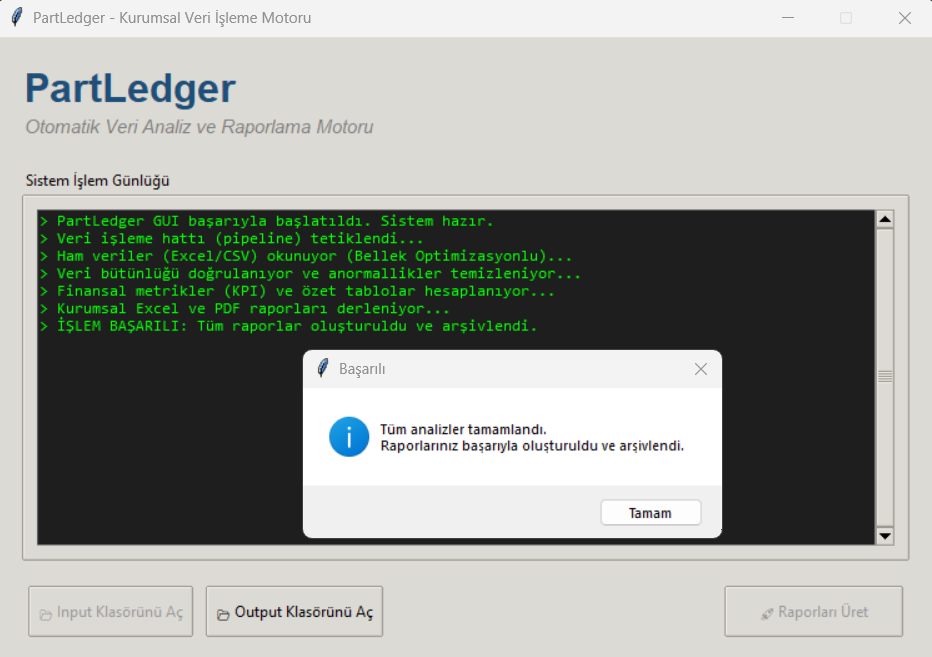 PartLedger - Kurumsal Veri İşleme Motoru
PartLedger
Otomatik Veri Analiz ve Raporlama Motoru
Sistem İşlem Günlüğü
> PartLedger GUI başarıyla başlatıldı. Sistem hazır.
> Veri işleme hattı (pipeline) tetiklendi...
> Ham veriler (Excel/CSV) okunuyor (Bellek Optimizasyonlu)...
> Veri bütünlüğü doğrulanıyor ve anormallikler temizleniyor...
> Finansal metrikler (KPI) ve özet tablolar hesaplanıyor...
> Kurumsal Excel ve PDF raporları derleniyor...
> İŞLEM BAŞARILI: Tüm raporlar oluşturuldu ve arşivlendi.
Başarılı
Tüm analizler tamamlandı.
Raporlarınız başarıyla oluşturuldu ve arşivlendi.
Tamam
Input Klasörünü Aç
Output Klasörünü Aç
Raporları Üret